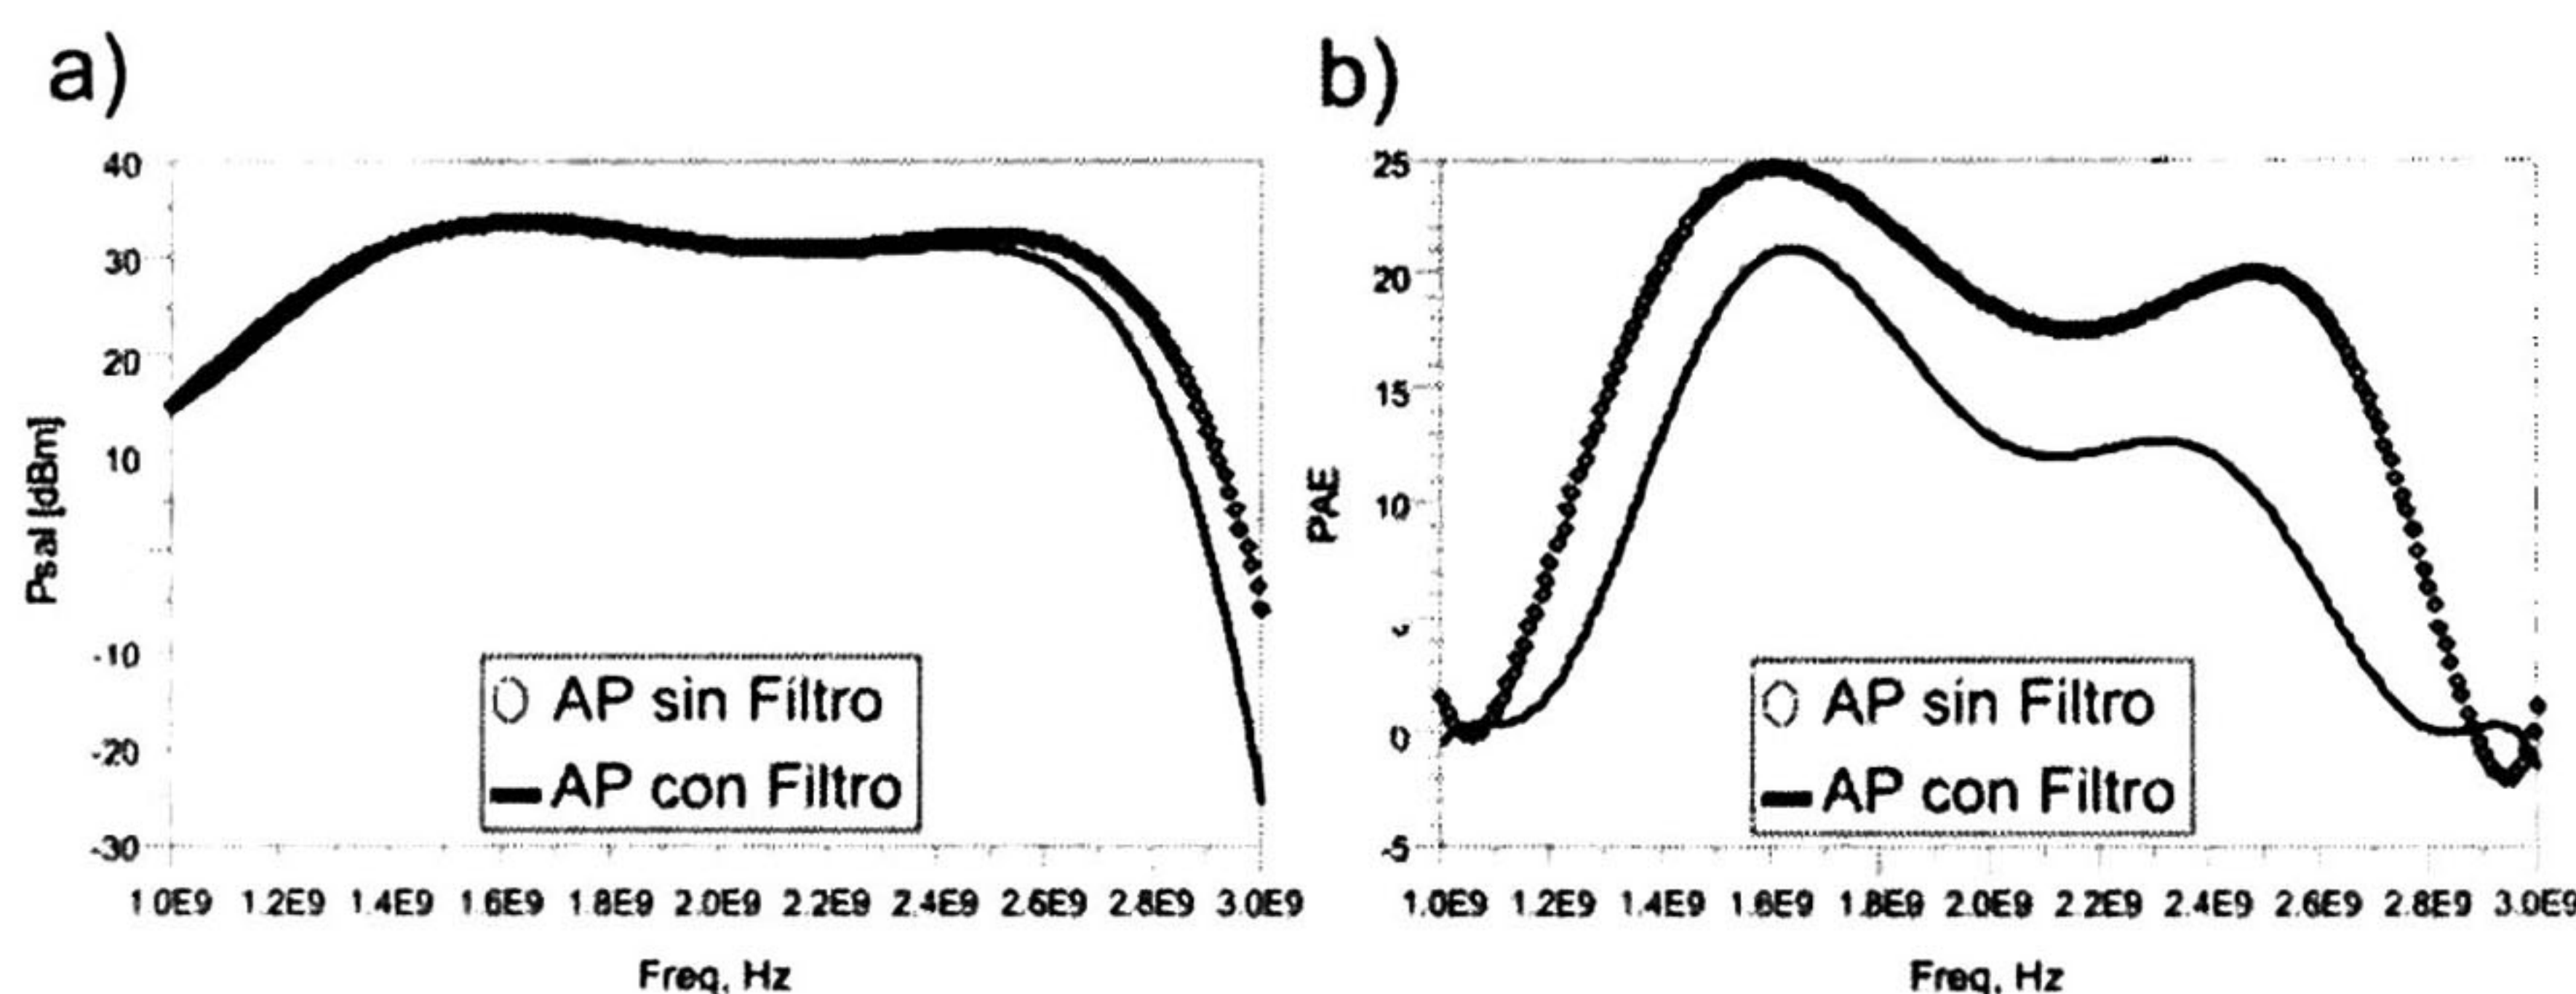 a)
40
30
20
10
-10
-20
-30
Psal [dBm]
AP sin Filtro
AP con Filtro
1.0E9 1.2E9 1.4E9 1.6E9 1.8E9 2.0E9 2.2E9 2.4E9 2.6E9 2.8E9 3.0E9
Freq, Hz
b)
25
20
15
10
0
-5
PAE
AP sin Filtro
AP con Filtro
1.0E9 1.2E9 1.4E9 1.6E9 1.8E9 2.0E9 2.2E9 2.4E9 2.6E9 2.8E9 3.0E9
Freq, Hz